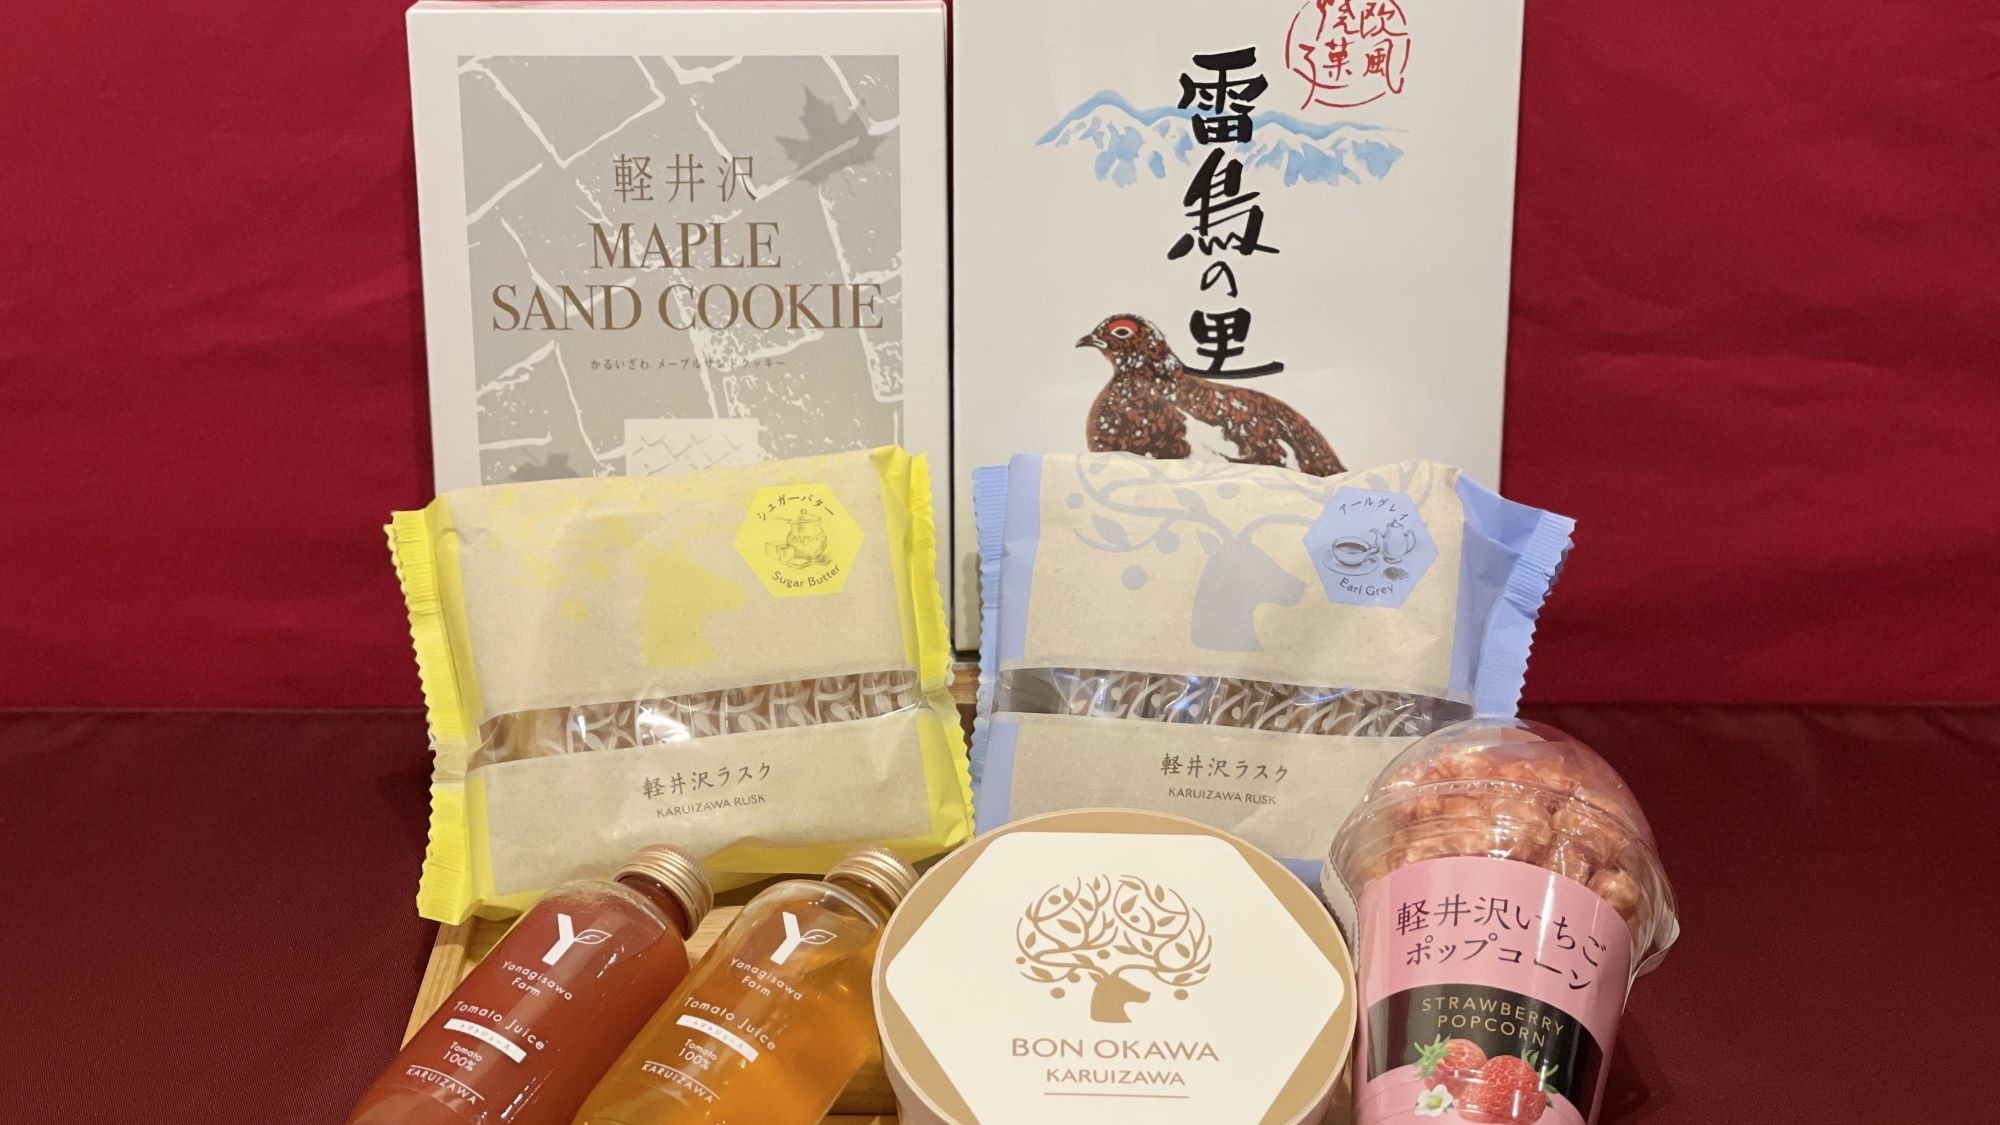 軽井沢
MAPLE
SAND COOKIE
かるいざわ メープルサンドクッキー
欧風
焼菓子
雷鳥の里
シュガーバター
Sugar Butter
軽井沢ラスク
KARUIZAWA RUSK
アールグレイ
Earl Grey
軽井沢ラスク
KARUIZAWA RUSK
Y
Yanagisawa
Farm
Tomato Juice
トマトジュース
Tomato
100%
KARUIZAWA
Y
Yanagisawa
Farm
Tomato Juice
トマトジュース
Tomato
100%
KARUIZAWA
BON OKAWA
KARUIZAWA
軽井沢いちご
ポップコーン
STRAWBERRY
POPCORN